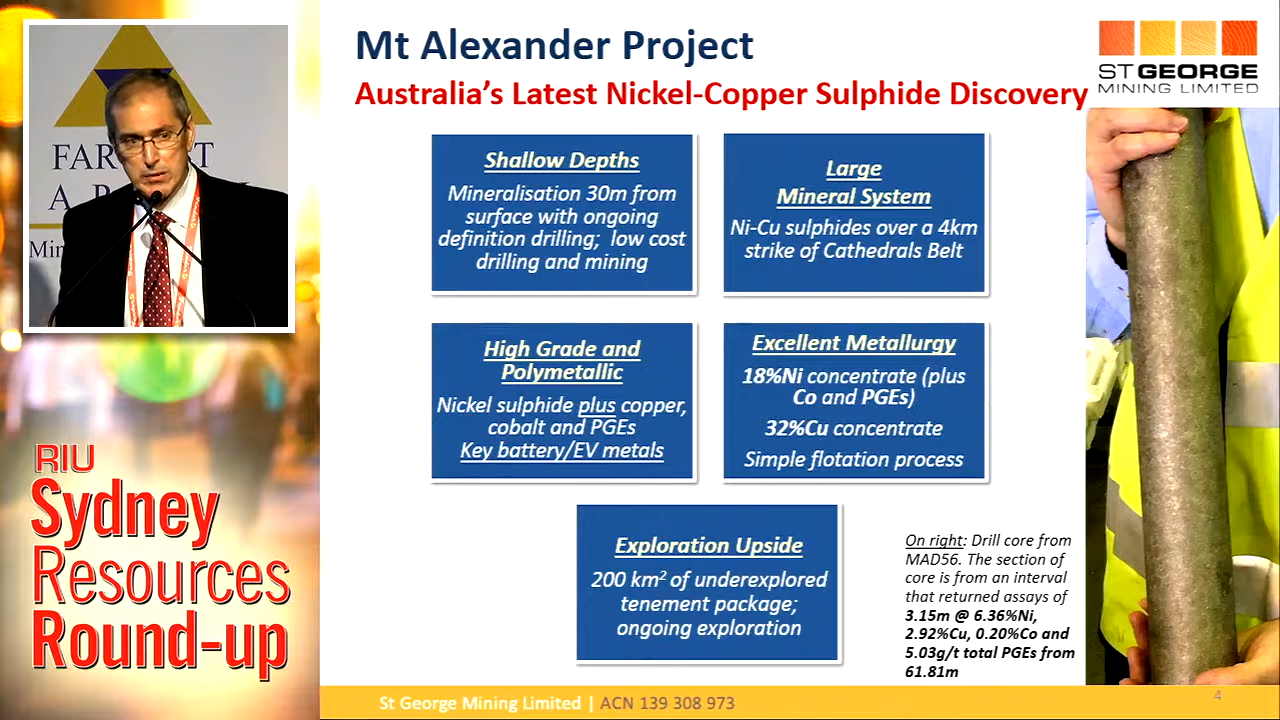 Mt Alexander Project
Australia's Latest Nickel-Copper Sulphide Discovery
ST GEORGE
MINING LIMITED
Shallow Depths
Mineralisation 30m from
surface with ongoing
definition drilling; low cost
drilling and mining
Large
Mineral System
Ni-Cu sulphides over a 4km
strike of Cathedrals Belt
High Grade and
Polymetallic
Nickel sulphide plus copper,
cobalt and PGEs
Key battery/EV metals
Excellent Metallurgy
18%Ni concentrate (plus
Co and PGEs)
32%Cu concentrate
Simple flotation process
Exploration Upside
200 km² of underexplored
tenement package;
ongoing exploration
On right: Drill core from
MAD56. The section of
core is from an interval
that returned assays of
3.15m @ 6.36%Ni,
2.92%Cu, 0.20%Co and
5.03g/t total PGEs from
61.81m
RIU
Sydney
Resources
Round-up
St George Mining Limited | ACN 139 308 973
4